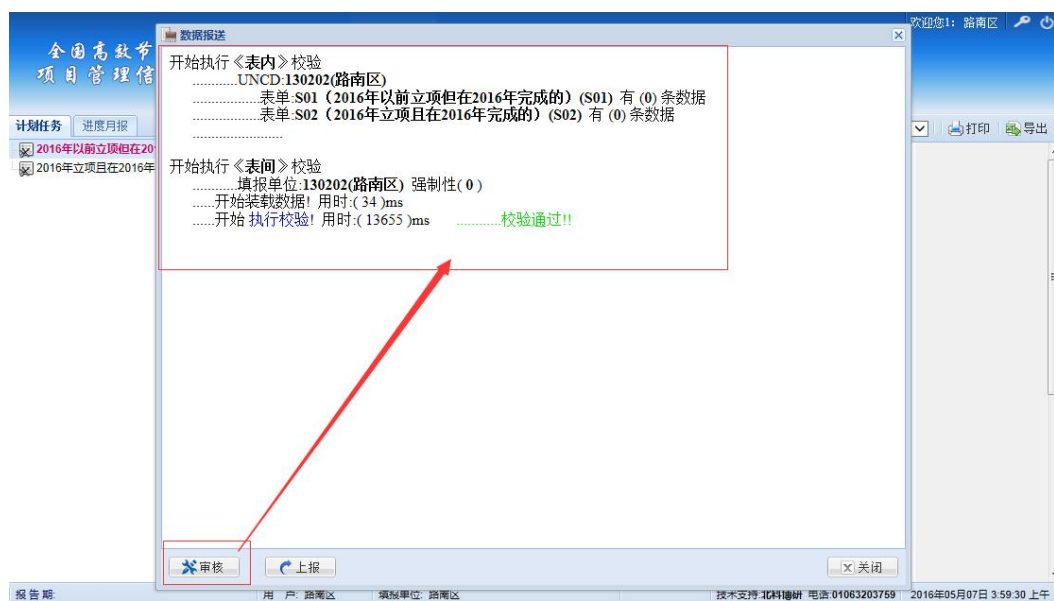 欢迎您1: 路南区
全国高效节
项目管理信
数据报送
开始执行《表内》校验
............UNCD:130202(路南区)
..................表单:S01（2016年以前立项但在2016年完成的）(S01) 有 (0) 条数据
..................表单:S02（2016年立项且在2016年完成的）(S02) 有 (0) 条数据
........................
开始执行《表间》校验
............填报单位:130202(路南区) 强制性( 0 )
......开始装载数据! 用时:( 34 )ms
......开始 执行校验! 用时:( 13655 )ms ............校验通过!!
计划任务 进度月报
打印 导出
2016年以前立项但在20
2016年立项且在2016年
审核 上报 关闭
报告期: 用 户: 路南区 填报单位: 路南区 技术支持:北科博研 电话:01063203759 2016年05月07日 3:59:30 上午